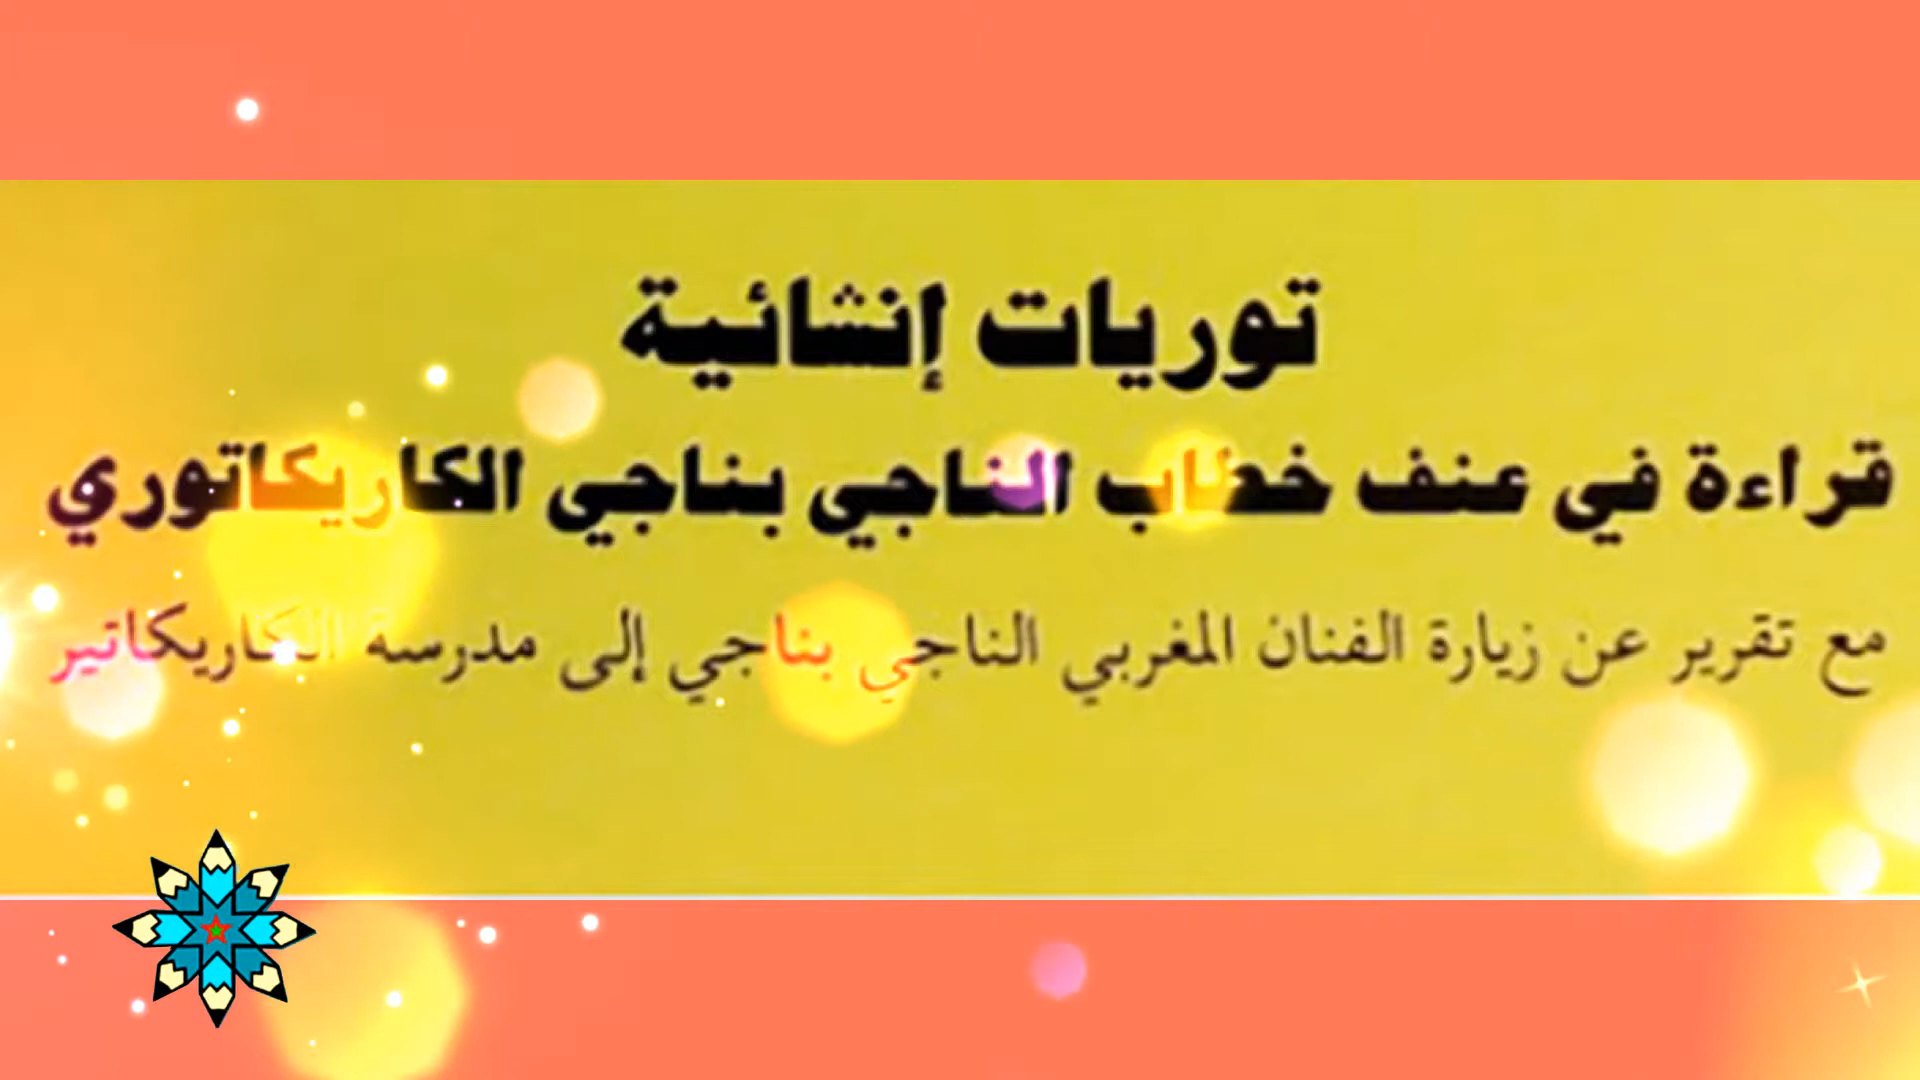 توريات إنشائية
قراءة في عنف خطاب الناجي بناجي الكاريكاتوري
مع تقرير عن زيارة الفنان المغربي الناجي بناجي إلى مدرسة الكاريكاتير